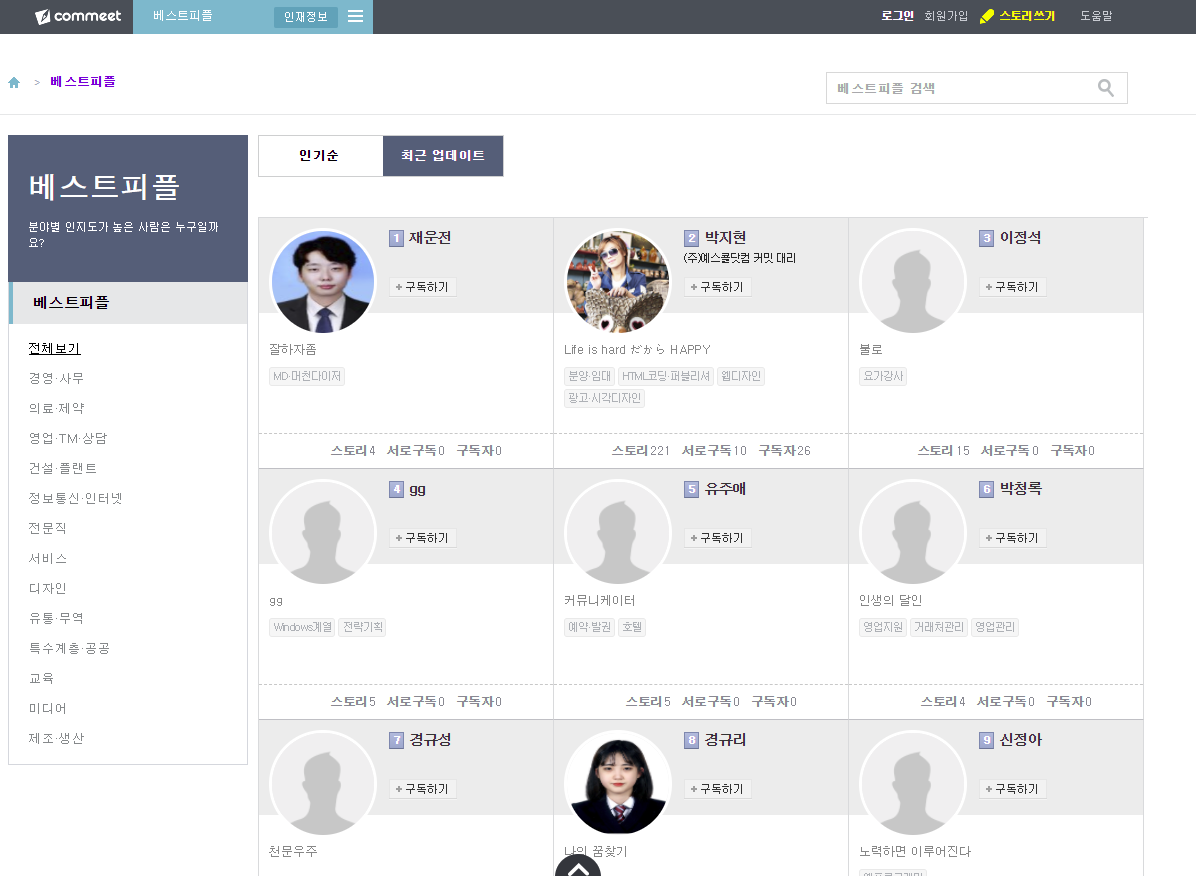 commeet 베스트피플 인재정보 로그인 회원가입 스토리쓰기 도움말
> 베스트피플
베스트피플 검색
베스트피플
분야별 인지도가 높은 사람은 누구일까
요?
베스트피플
전체보기
경영·사무
의료·제약
영업·TM·상담
건설·플랜트
정보통신·인터넷
전문직
서비스
디자인
유통·무역
특수계층·공공
교육
미디어
제조·생산
인기순 최근 업데이트
1 재운전
+ 구독하기
잘하자좀
MD·머천다이저
스토리 4 서로구독 0 구독자 0
2 박지현
(주)예스콜닷컴 커밋 대리
+ 구독하기
Life is hard だから HAPPY
분양·임대 HTML코딩·퍼블리셔 웹디자인
광고·시각디자인
스토리 221 서로구독 10 구독자 26
3 이정석
+ 구독하기
불로
요가강사
스토리 15 서로구독 0 구독자 0
4 gg
+ 구독하기
gg
Windows계열 전략기획
스토리 5 서로구독 0 구독자 0
5 유주애
+ 구독하기
커뮤니케이터
예약·발권 호텔
스토리 5 서로구독 0 구독자 0
6 박청록
+ 구독하기
인생의 달인
영업지원 거래처관리 영업관리
스토리 4 서로구독 0 구독자 0
7 경규성
+ 구독하기
천문우주
8 경규리
+ 구독하기
나의 꿈찾기
9 신정아
+ 구독하기
노력하면 이루어진다